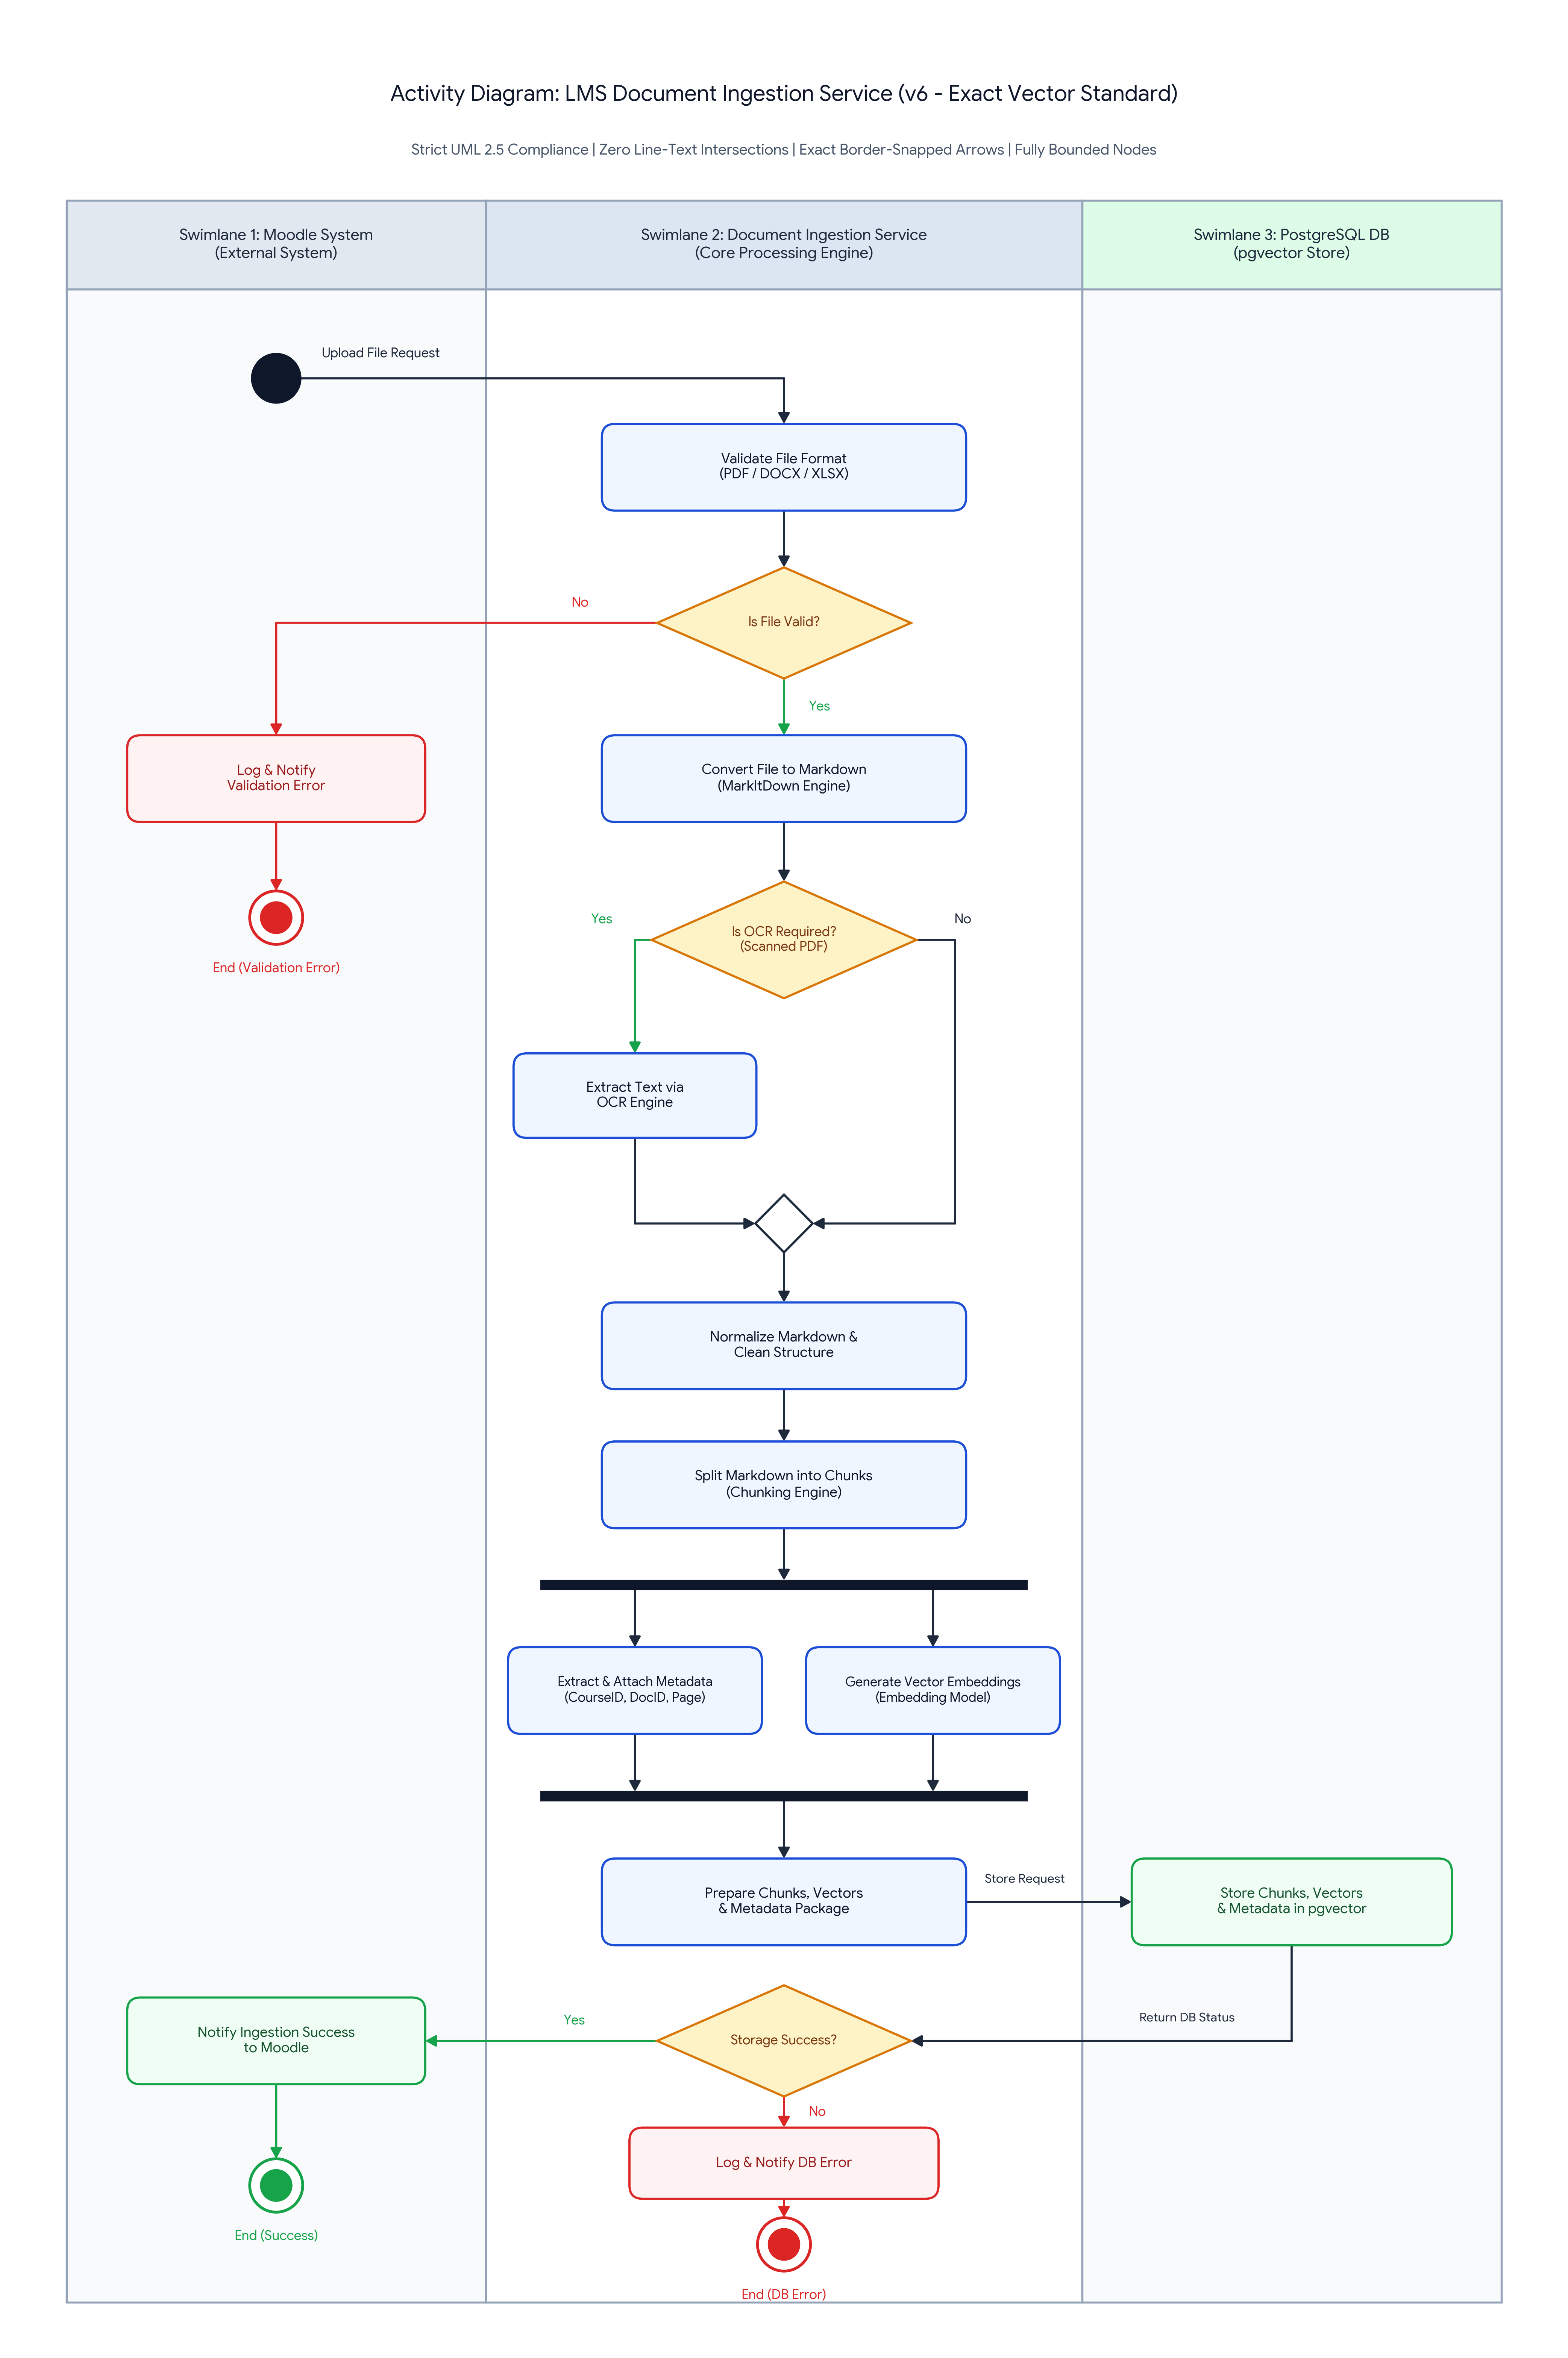 Activity Diagram: LMS Document Ingestion Service (v6 - Exact Vector Standard)
Strict UML 2.5 Compliance | Zero Line-Text Intersections | Exact Border-Snapped Arrows | Fully Bounded Nodes
Swimlane 1: Moodle System
(External System)
Swimlane 2: Document Ingestion Service
(Core Processing Engine)
Swimlane 3: PostgreSQL DB
(pgvector Store)
Upload File Request
Validate File Format
(PDF / DOCX / XLSX)
Is File Valid?
No
Yes
Log & Notify
Validation Error
End (Validation Error)
Convert File to Markdown
(MarkItDown Engine)
Is OCR Required?
(Scanned PDF)
Yes
No
Extract Text via
OCR Engine
Normalize Markdown &
Clean Structure
Split Markdown into Chunks
(Chunking Engine)
Extract & Attach Metadata
(CourseID, DocID, Page)
Generate Vector Embeddings
(Embedding Model)
Prepare Chunks, Vectors
& Metadata Package
Store Request
Store Chunks, Vectors
& Metadata in pgvector
Return DB Status
Storage Success?
Yes
Notify Ingestion Success
to Moodle
End (Success)
No
Log & Notify DB Error
End (DB Error)